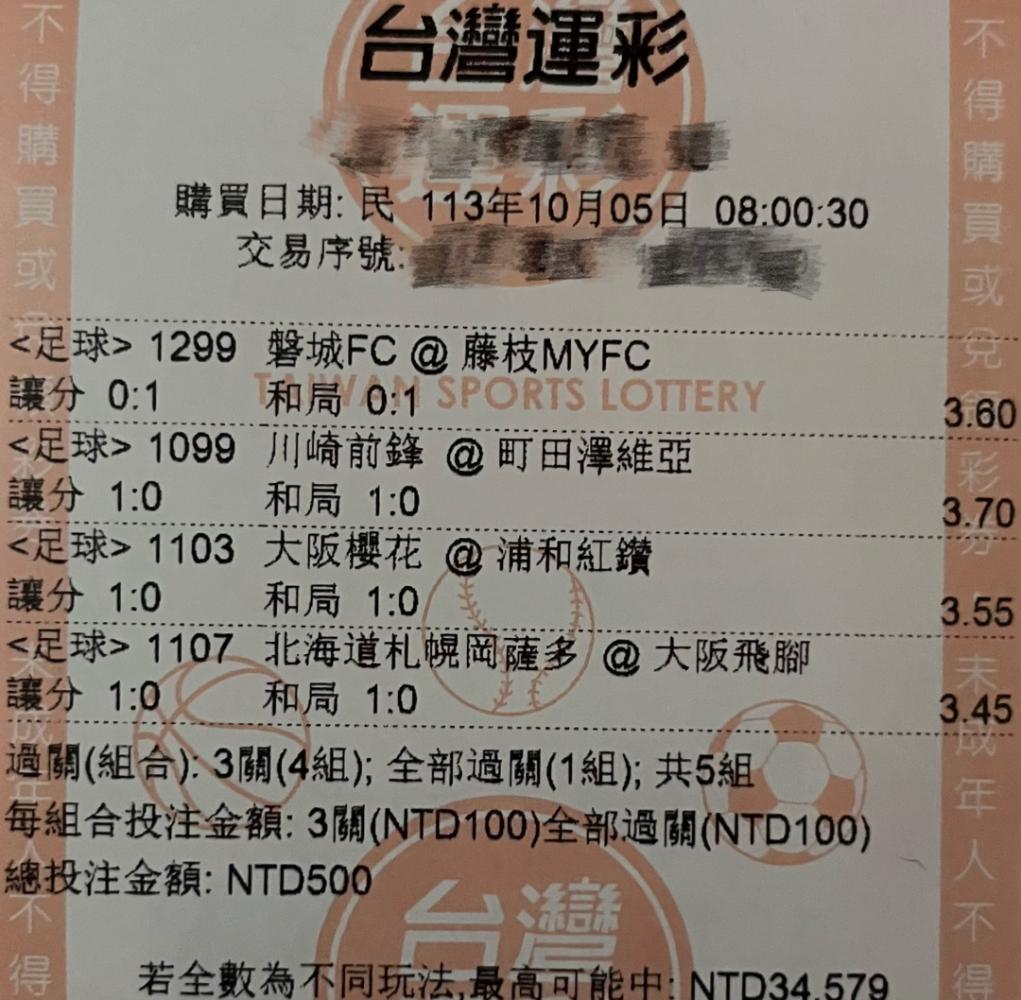 台灣運彩
購買日期: 民 113年10月05日 08:00:30
交易序號:
<足球> 1299 磐城FC @ 藤枝MYFC
讓分 0:1 和局 0:1 3.60
TAIWAN SPORTS LOTTERY
<足球> 1099 川崎前鋒 @ 町田澤維亞
讓分 1:0 和局 1:0 3.70
<足球> 1103 大阪櫻花 @ 浦和紅鑽
讓分 1:0 和局 1:0 3.55
<足球> 1107 北海道札幌岡薩多 @ 大阪飛腳
讓分 1:0 和局 1:0 3.45
過關(組合): 3關(4組); 全部過關(1組); 共5組
每組合投注金額: 3關(NTD100)全部過關(NTD100)
總投注金額: NTD500
台灣
若全數為不同玩法,最高可能中: NTD34,579
不得購買或
不得購買或兌
彩券
未成年人不得